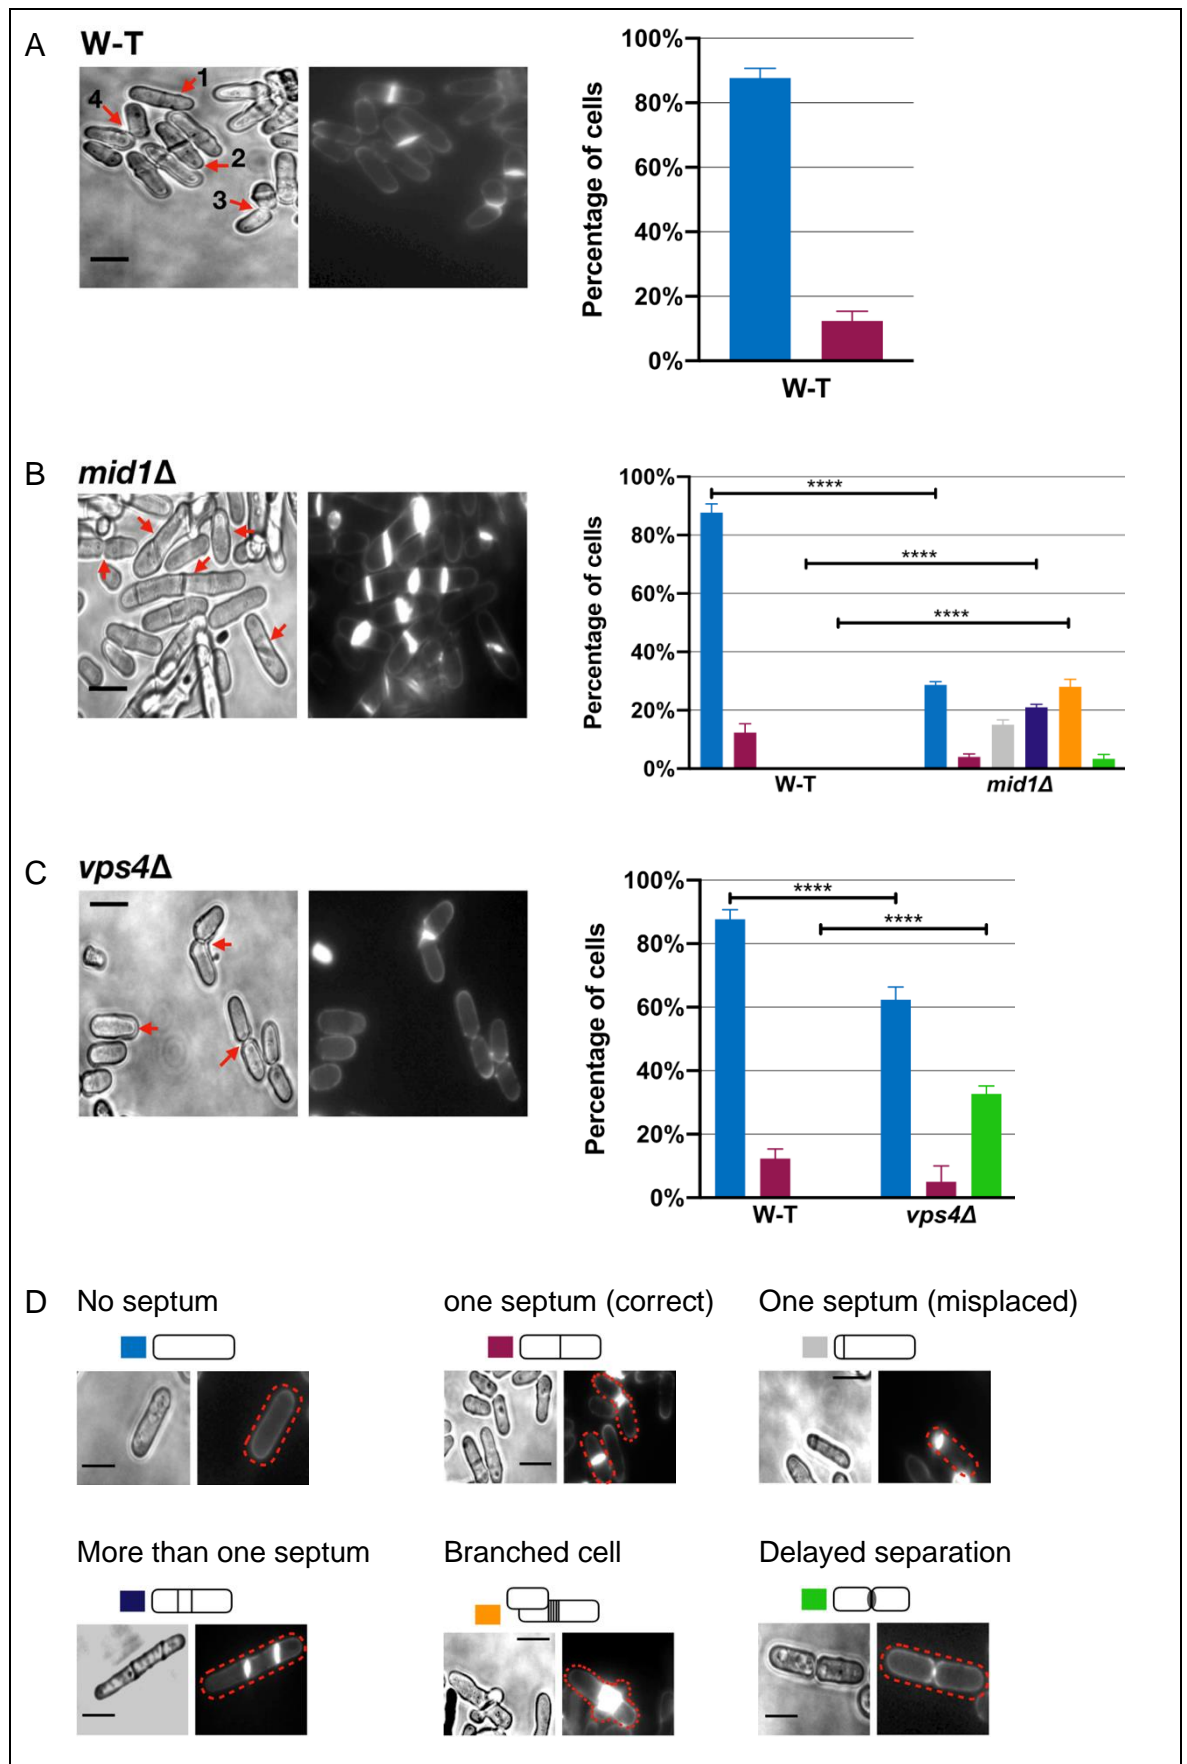 A
W-T
1
4
2
3
Percentage of cells
100%
80%
60%
40%
20%
0%
W-T
B
mid1Δ
Percentage of cells
100%
80%
60%
40%
20%
0%
****
****
****
W-T
mid1Δ
C
vps4Δ
Percentage of cells
100%
80%
60%
40%
20%
0%
****
****
W-T
vps4Δ
D
No septum
one septum (correct)
One septum (misplaced)
More than one septum
Branched cell
Delayed separation